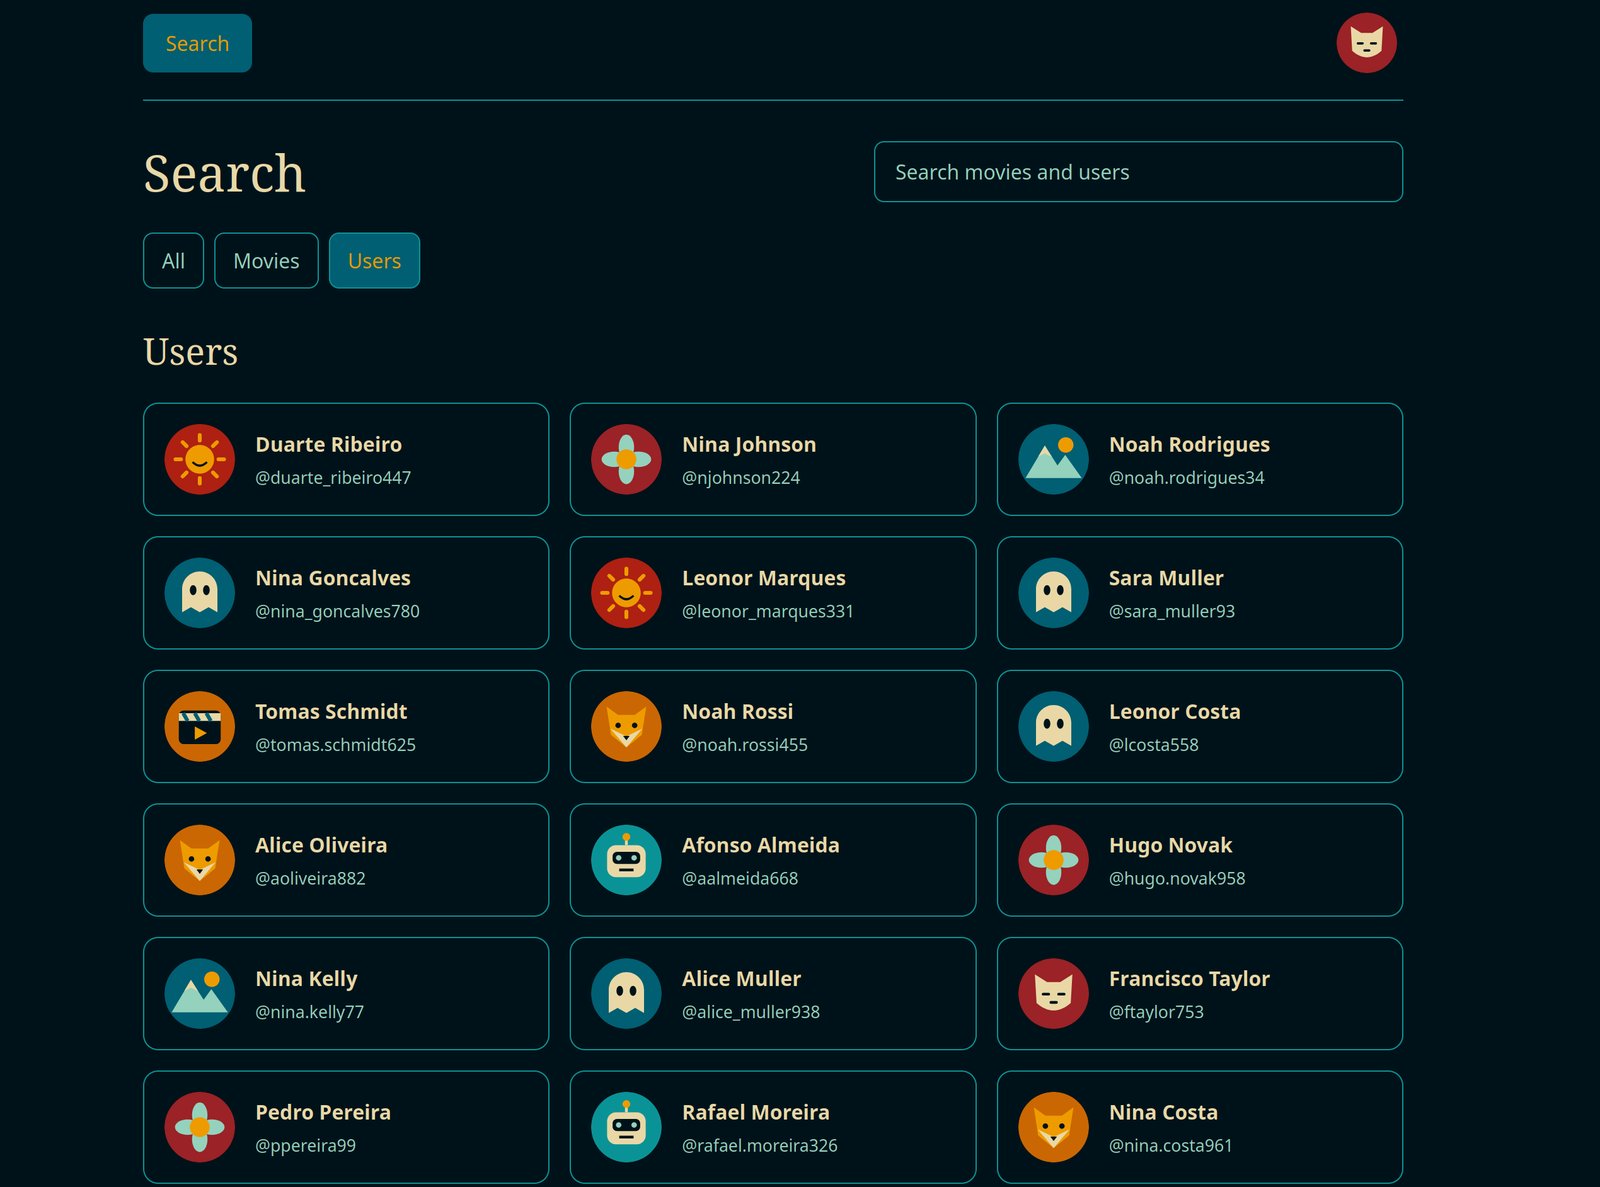 Search
Search
Search movies and users
All
Movies
Users
Users
Duarte Ribeiro
@duarte_ribeiro447
Nina Johnson
@njohnson224
Noah Rodrigues
@noah.rodrigues34
Nina Goncalves
@nina_goncalves780
Leonor Marques
@leonor_marques331
Sara Muller
@sara_muller93
Tomas Schmidt
@tomas.schmidt625
Noah Rossi
@noah.rossi455
Leonor Costa
@lcosta558
Alice Oliveira
@aoliveira882
Afonso Almeida
@aalmeida668
Hugo Novak
@hugo.novak958
Nina Kelly
@nina.kelly77
Alice Muller
@alice_muller938
Francisco Taylor
@ftaylor753
Pedro Pereira
@ppereira99
Rafael Moreira
@rafael.moreira326
Nina Costa
@nina.costa961